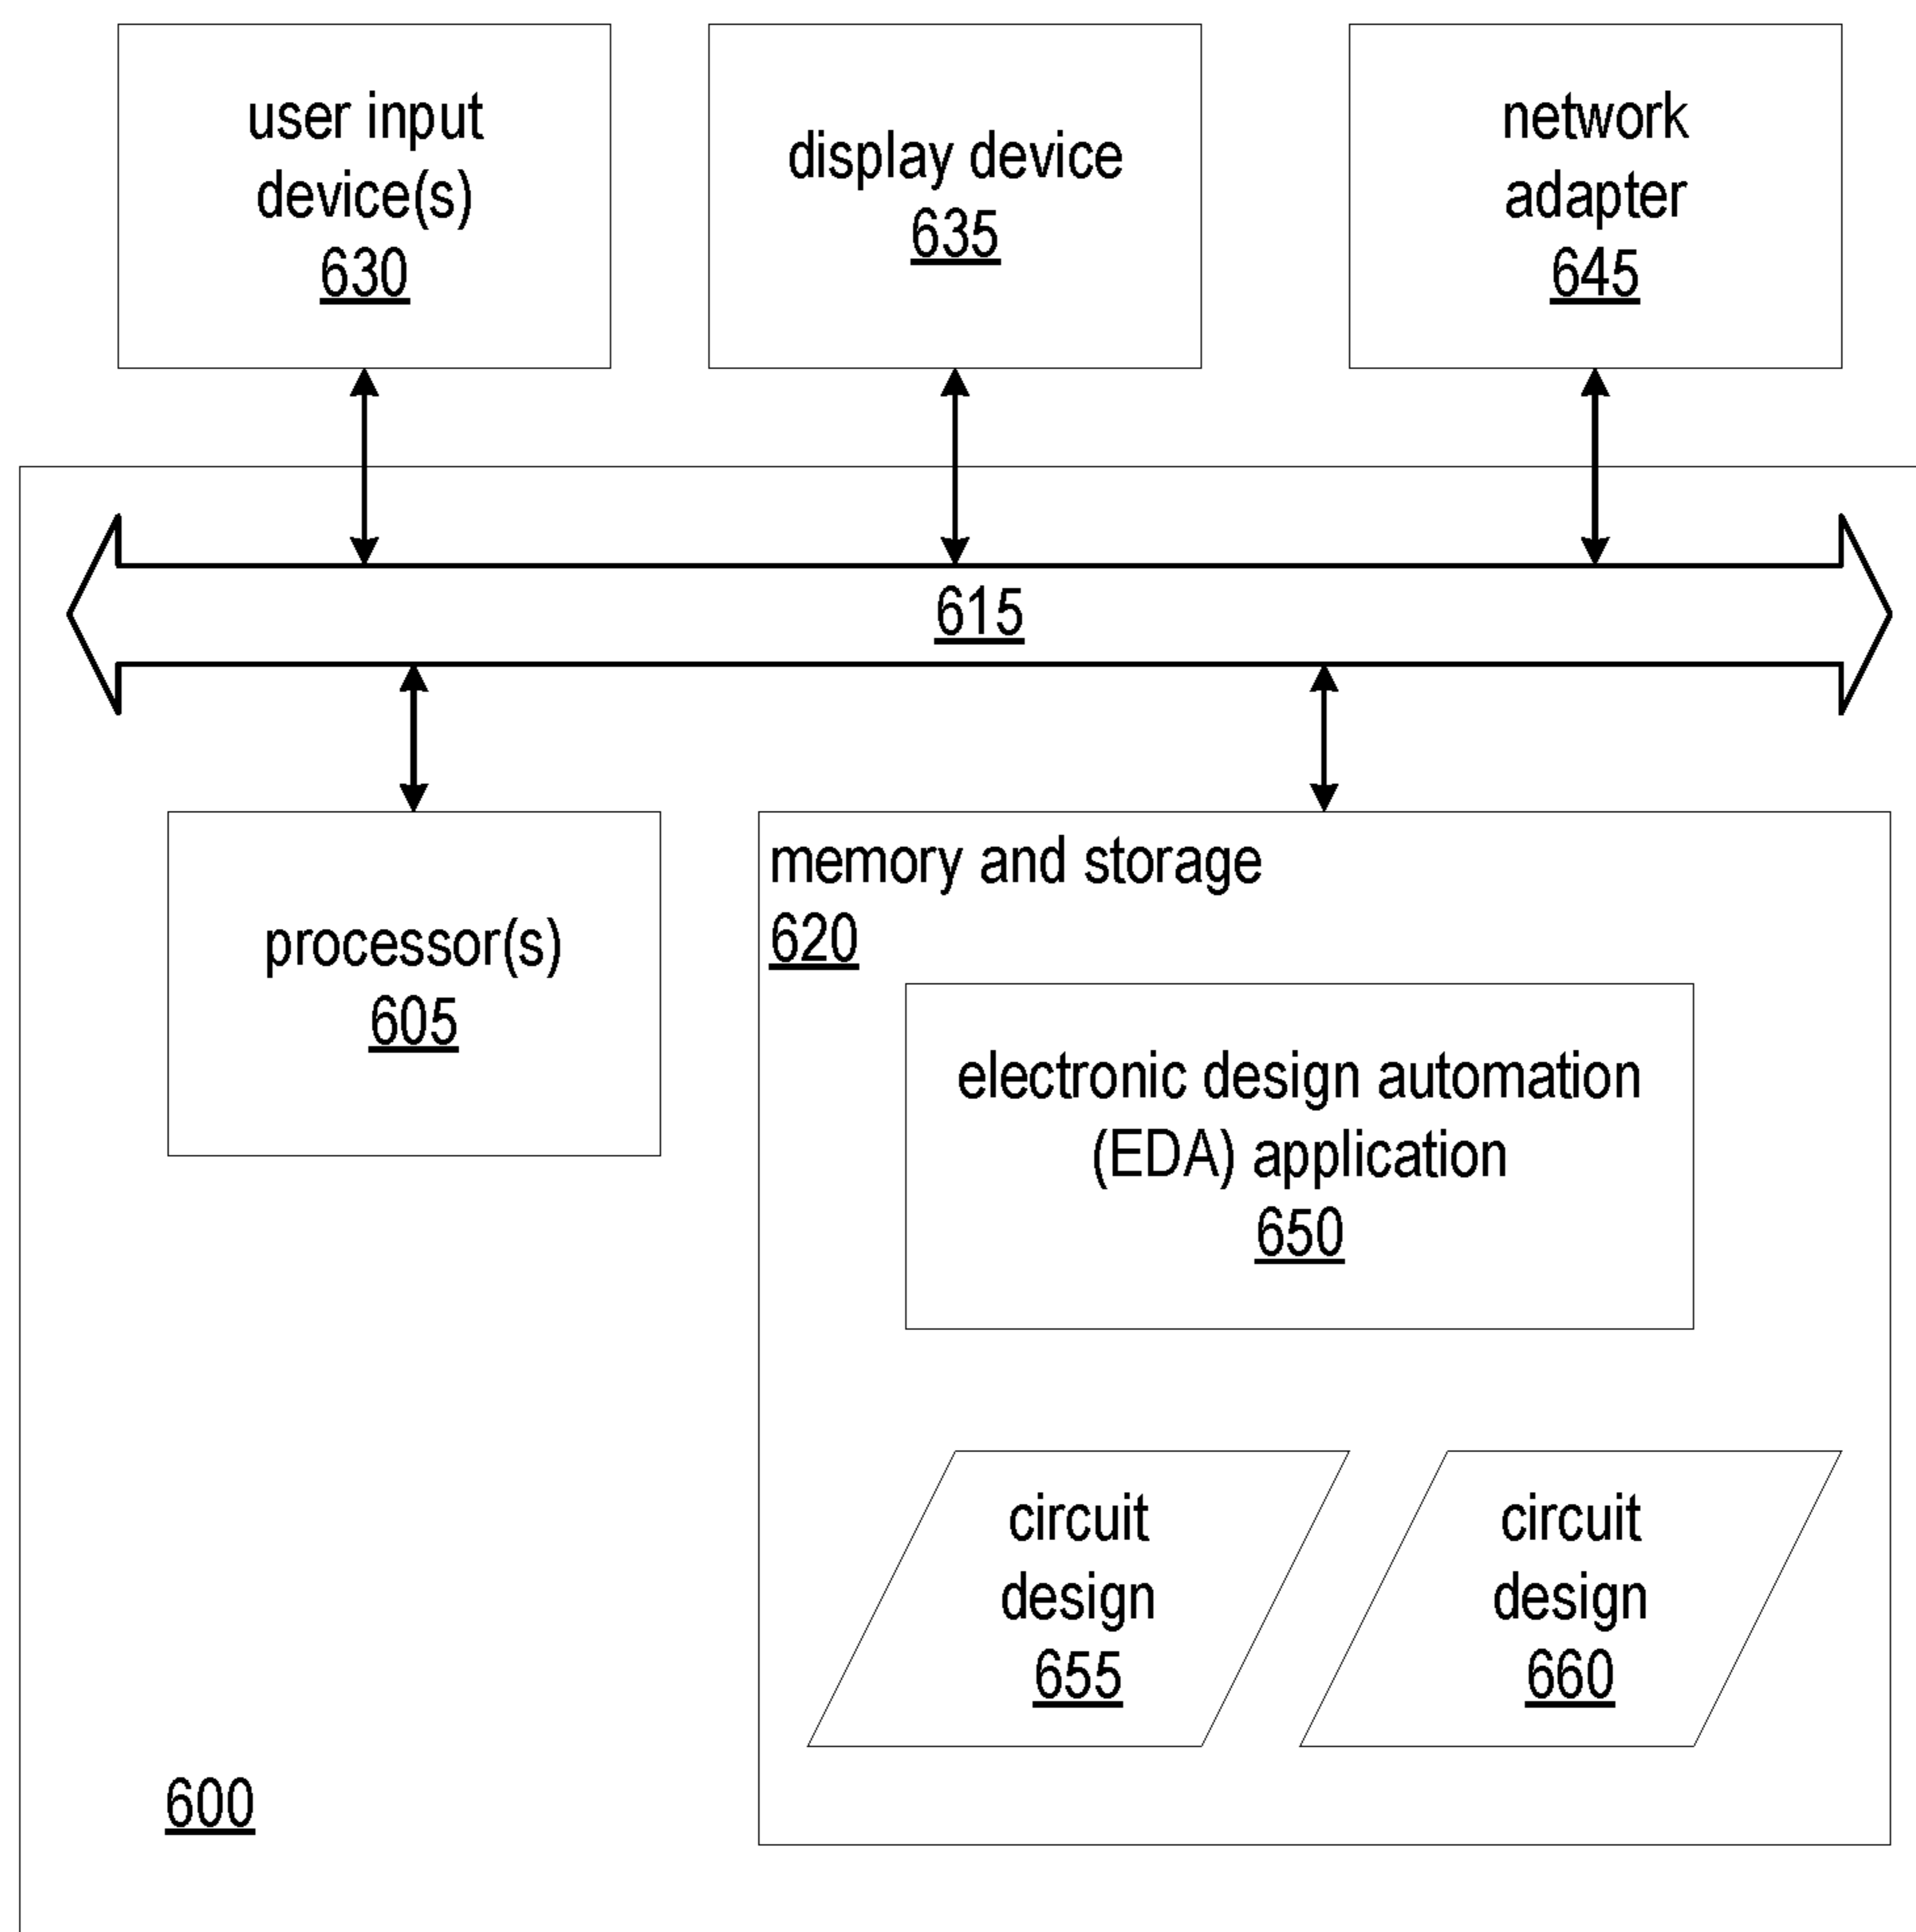 user input
device(s)
630
display device
635
network
adapter
645
615
processor(s)
605
memory and storage
620
electronic design automation
(EDA) application
650
circuit
design
655
circuit
design
660
600